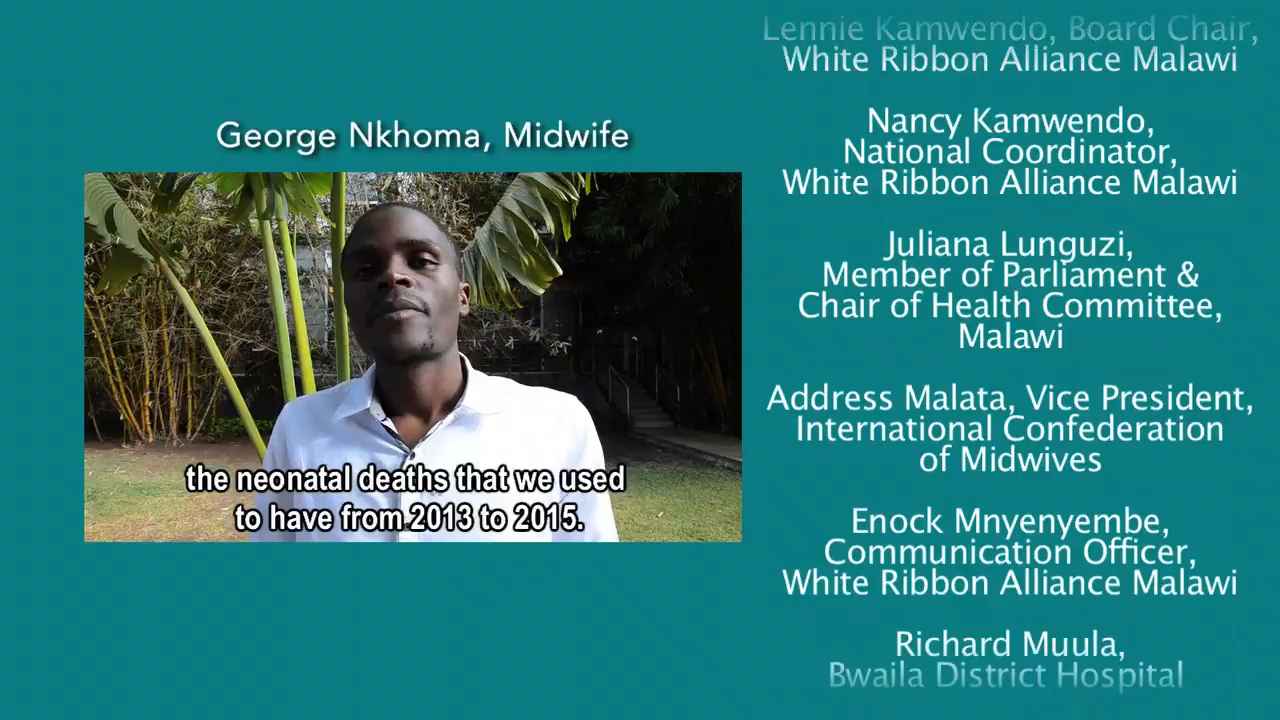 George Nkhoma, Midwife
the neonatal deaths that we used
to have from 2013 to 2015.
Lennie Kamwendo, Board Chair,
White Ribbon Alliance Malawi
Nancy Kamwendo,
National Coordinator,
White Ribbon Alliance Malawi
Juliana Lunguzi,
Member of Parliament &
Chair of Health Committee,
Malawi
Address Malata, Vice President,
International Confederation
of Midwives
Enock Mnyenyembe,
Communication Officer,
White Ribbon Alliance Malawi
Richard Muula,
Bwaila District Hospital